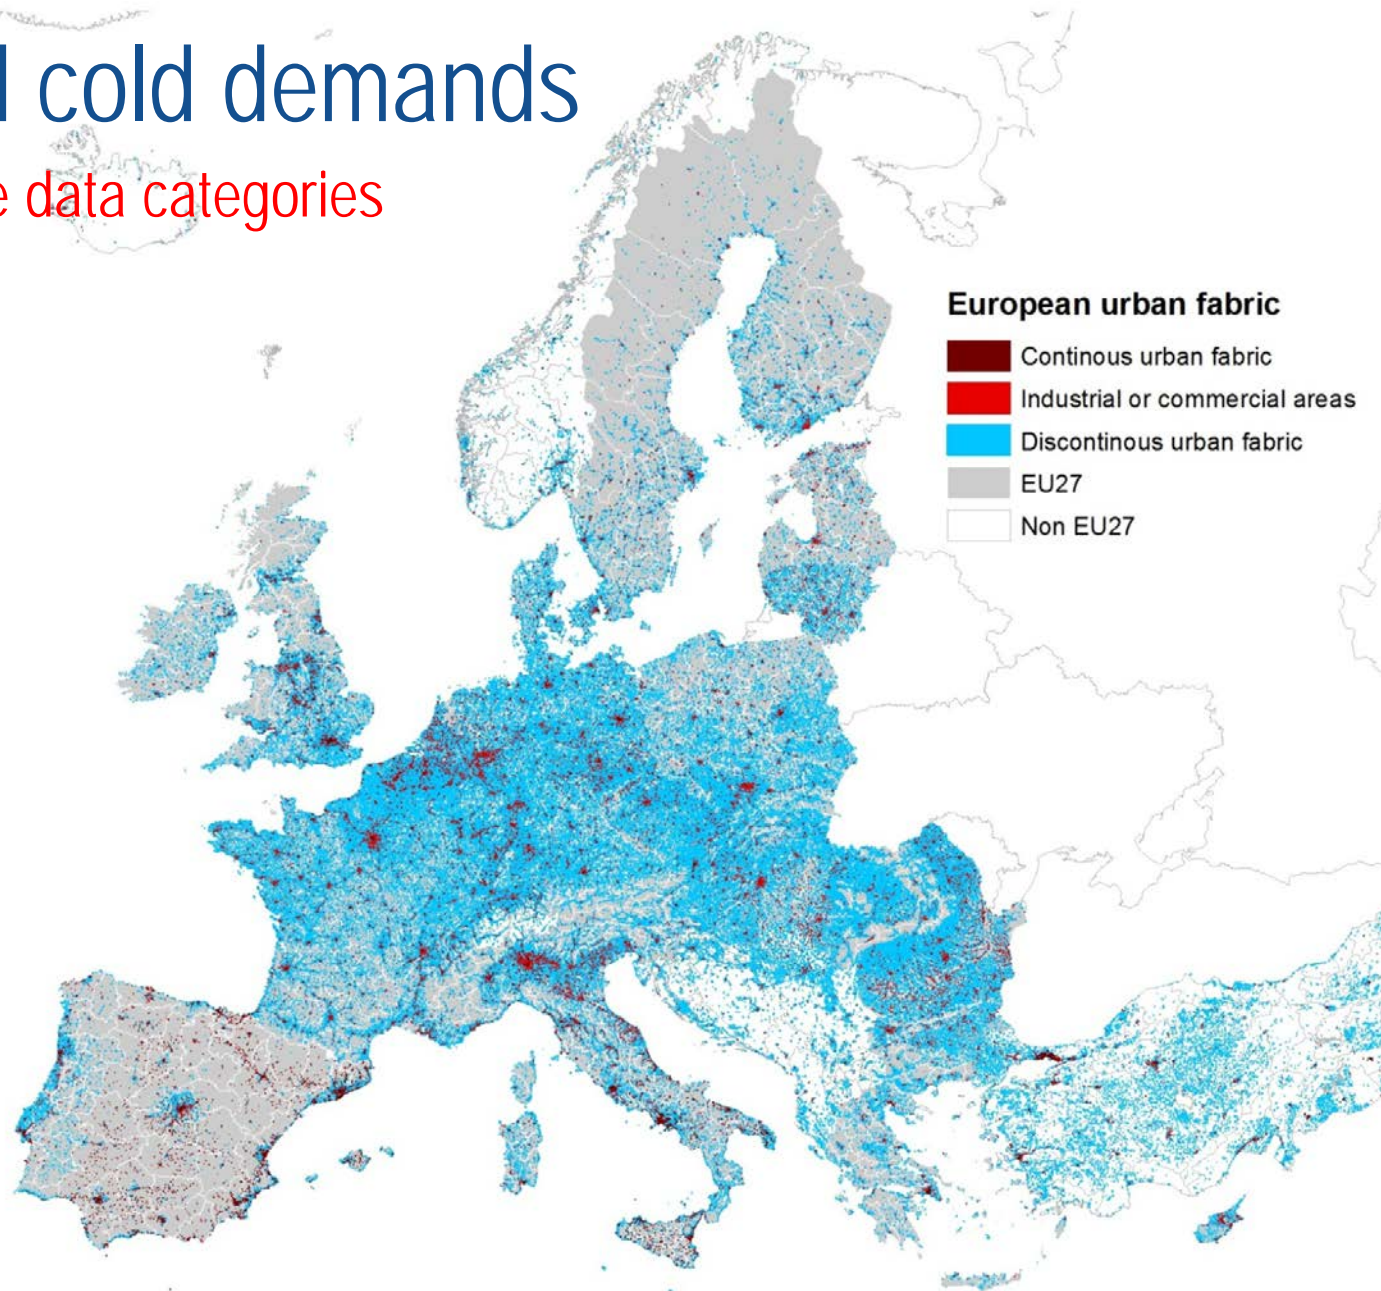 cold demands
data categories
European urban fabric
Continous urban fabric
Industrial or commercial areas
Discontinous urban fabric
EU27
Non EU27